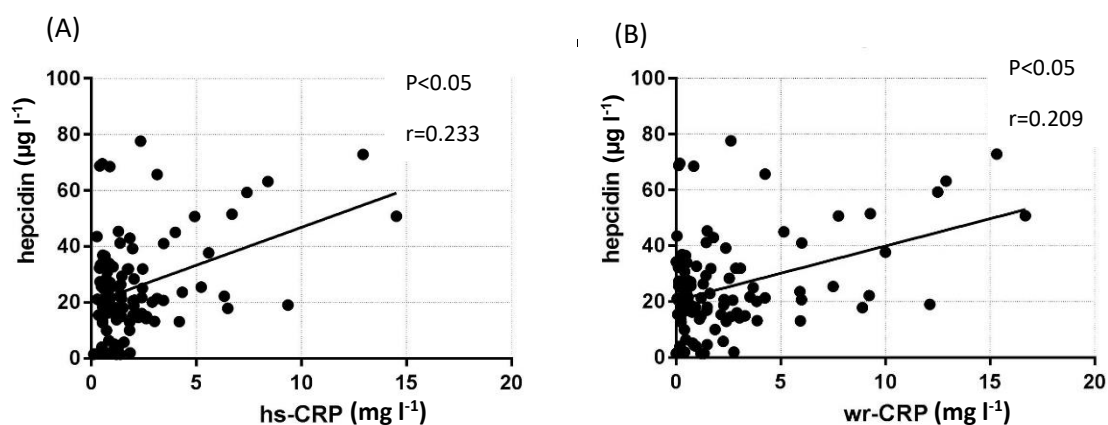 (A)
P<0.05
r=0.233
hepcidin (µg l⁻¹)
100
80
60
40
20
0
0 5 10 15 20
hs-CRP (mg l⁻¹)
(B)
P<0.05
r=0.209
hepcidin (µg l⁻¹)
100
80
60
40
20
0
0 5 10 15 20
wr-CRP (mg l⁻¹)